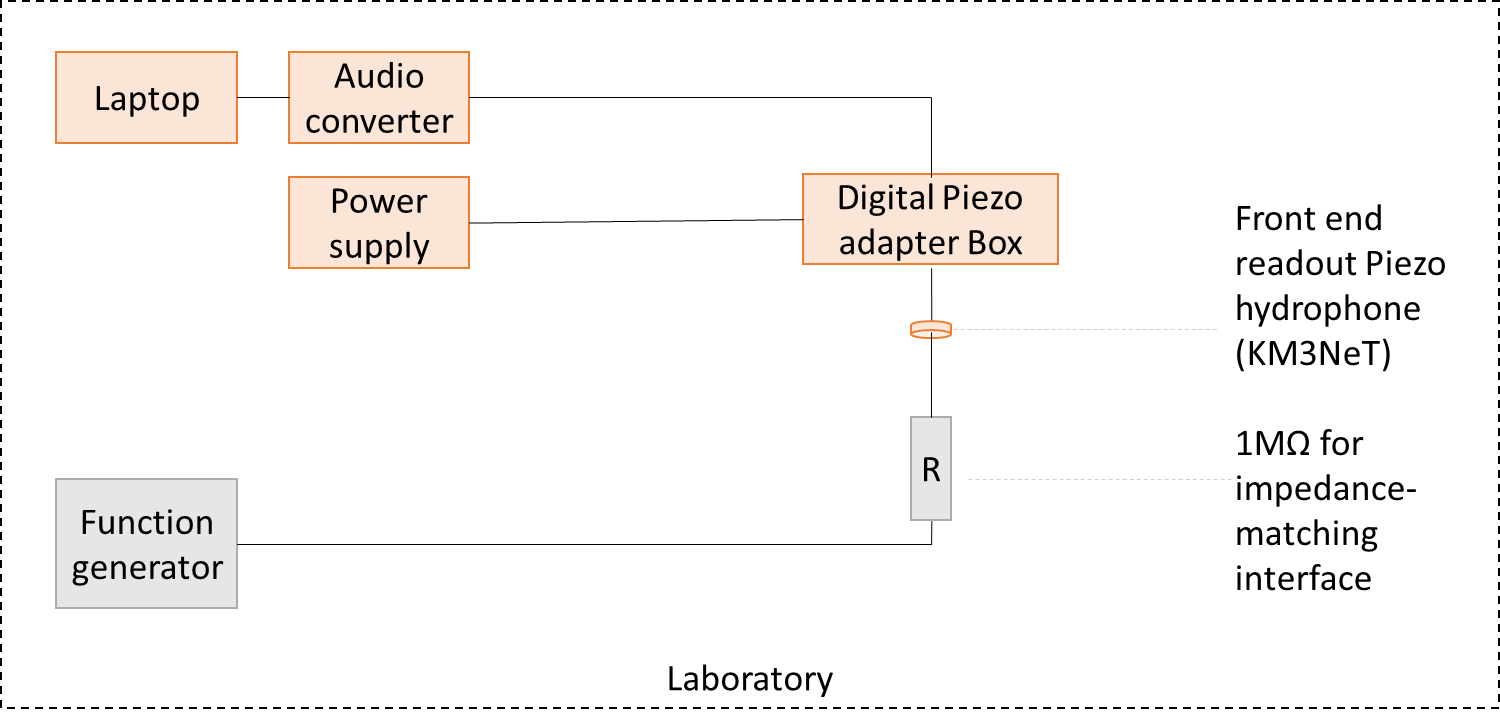 Laptop
Audio
converter
Power
supply
Digital Piezo
adapter Box
Front end
readout Piezo
hydrophone
(KM3NeT)
R
1MΩ for
impedance-
matching
interface
Function
generator
Laboratory